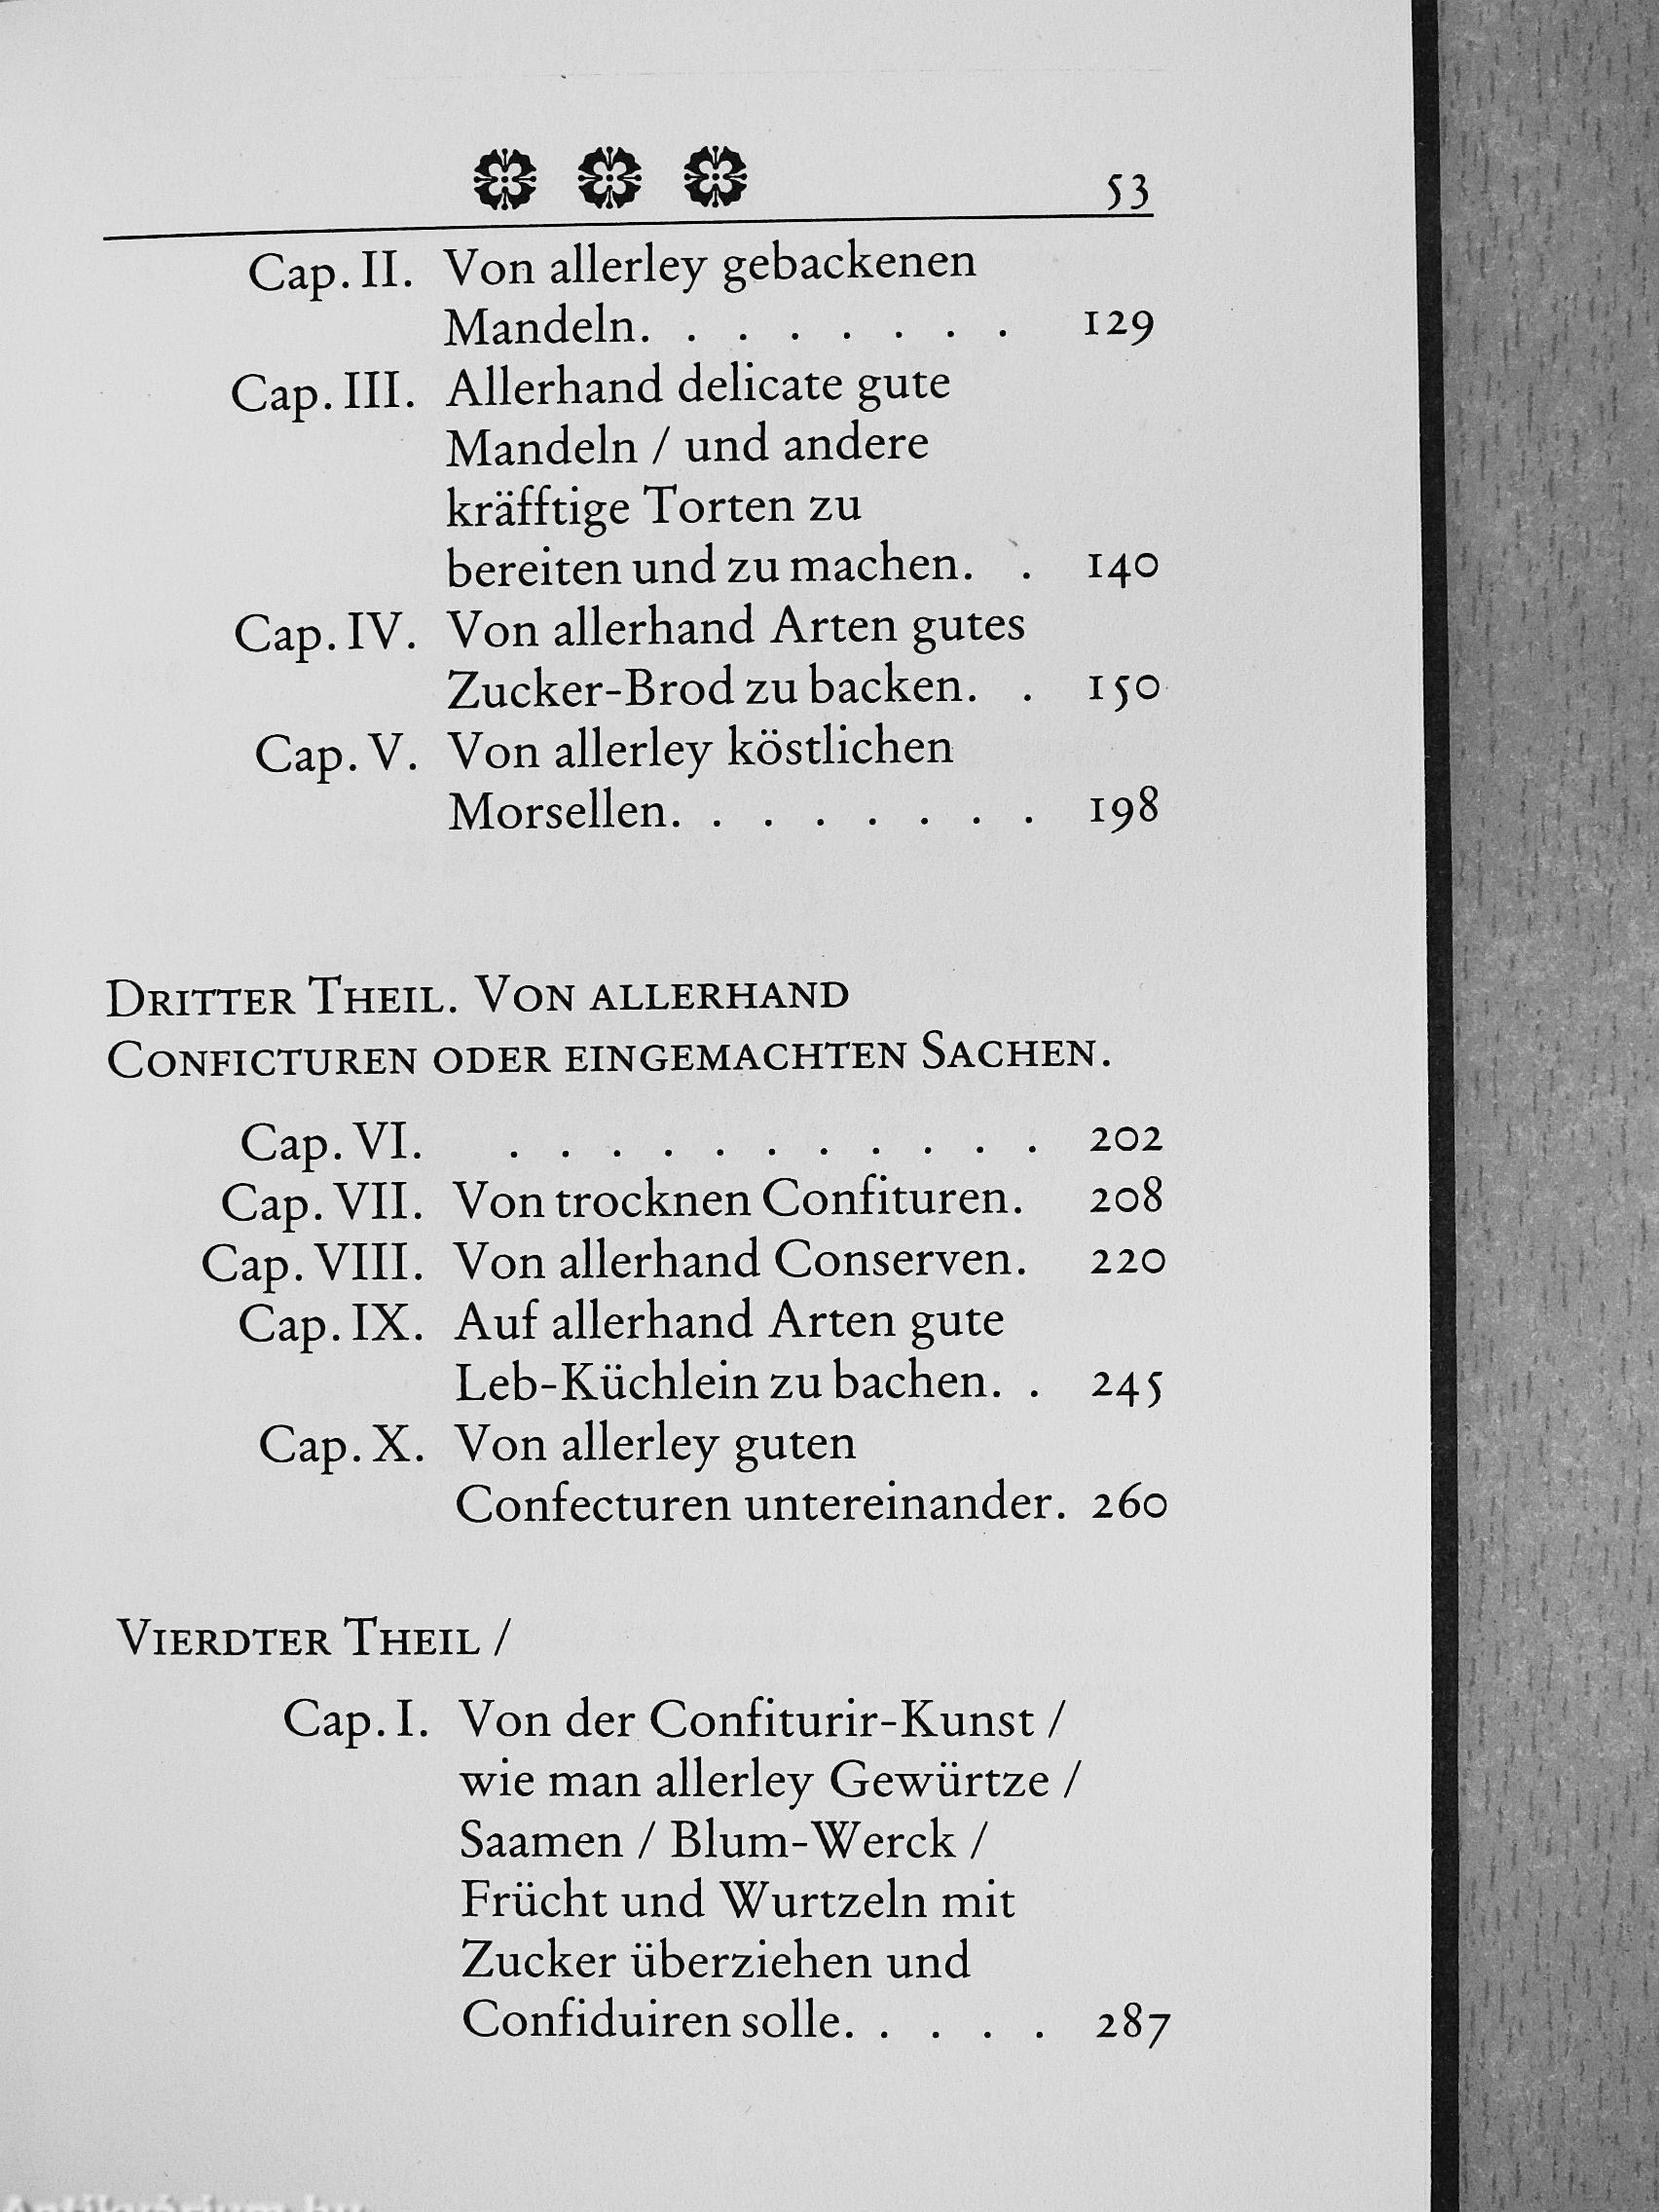 53
Cap. II. Von allerley gebackenen
Mandeln. . . . . . . . 129
Cap. III. Allerhand delicate gute
Mandeln / und andere
kräfftige Torten zu
bereiten und zu machen. . 140
Cap. IV. Von allerhand Arten gutes
Zucker-Brod zu backen. . 150
Cap. V. Von allerley köstlichen
Morsellen. . . . . . . . 198
DRITTER THEIL. VON ALLERHAND
CONFICTUREN ODER EINGEMACHTEN SACHEN.
Cap. VI. . . . . . . . . . . . 202
Cap. VII. Von trocknen Confituren. 208
Cap. VIII. Von allerhand Conserven. 220
Cap. IX. Auf allerhand Arten gute
Leb-Küchlein zu bachen. . 245
Cap. X. Von allerley guten
Confecturen untereinander. 260
VIERDTER THEIL /
Cap. I. Von der Confiturir-Kunst /
wie man allerley Gewürtze /
Saamen / Blum-Werck /
Frücht und Wurtzeln mit
Zucker überziehen und
Confiduiren solle. . . . . 287